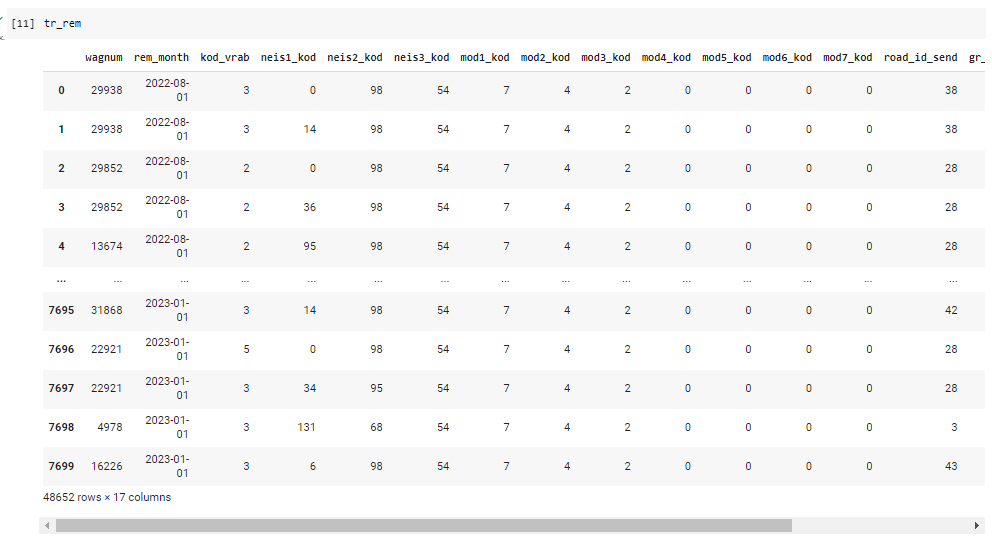 [11] tr_rem
wagnum rem_month kod_vrab neis1_kod neis2_kod neis3_kod mod1_kod mod2_kod mod3_kod mod4_kod mod5_kod mod6_kod mod7_kod road_id_send gr_
0 29938 2022-08-01 3 0 98 54 7 4 2 0 0 0 0 38
1 29938 2022-08-01 3 14 98 54 7 4 2 0 0 0 0 38
2 29852 2022-08-01 2 0 98 54 7 4 2 0 0 0 0 28
3 29852 2022-08-01 2 36 98 54 7 4 2 0 0 0 0 28
4 13674 2022-08-01 2 95 98 54 7 4 2 0 0 0 0 28
... ... ... ... ... ... ... ... ... ... ... ... ... ... ...
7695 31868 2023-01-01 3 14 98 54 7 4 2 0 0 0 0 42
7696 22921 2023-01-01 5 0 98 54 7 4 2 0 0 0 0 28
7697 22921 2023-01-01 3 34 95 54 7 4 2 0 0 0 0 28
7698 4978 2023-01-01 3 131 68 54 7 4 2 0 0 0 0 3
7699 16226 2023-01-01 3 6 98 54 7 4 2 0 0 0 0 43
48652 rows × 17 columns